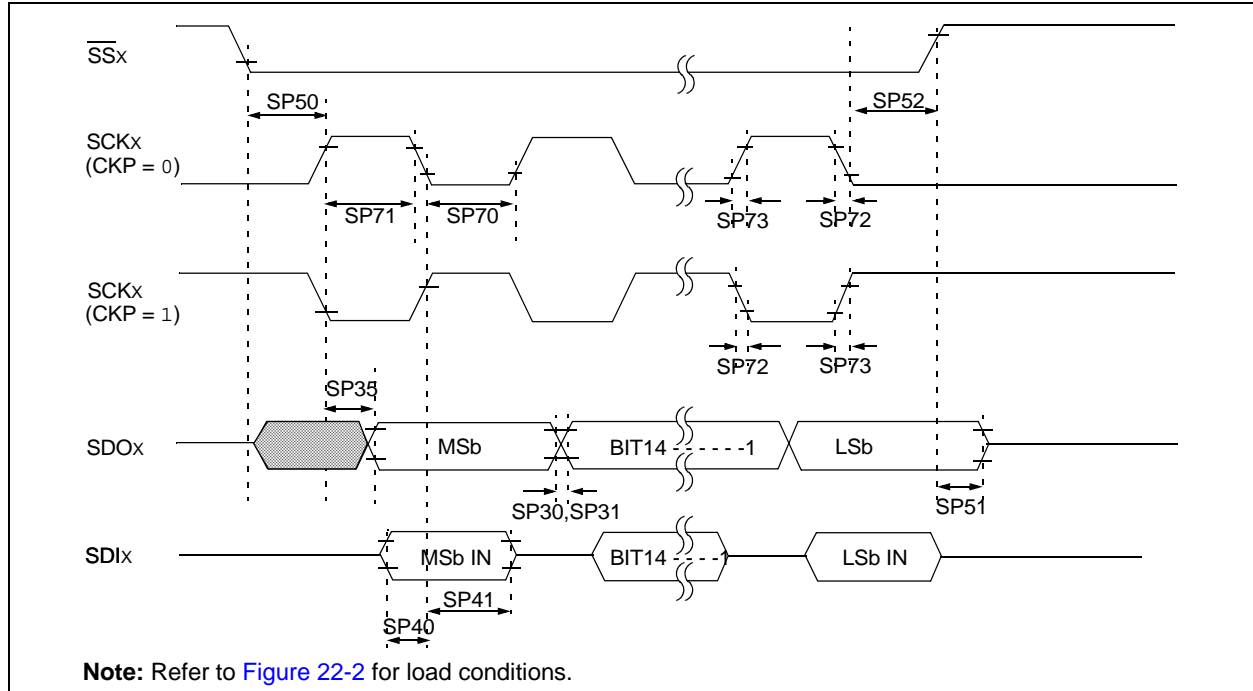 SSX
SP50
SP52
SCKX
(CKP = 0)
SP71
SP70
SP73
SP72
SCKX
(CKP = 1)
SP72
SP73
SP35
SDOX
MSb
BIT14 - - - - - -1
LSb
SP30,SP31
SP51
SDIX
MSb IN
BIT14 - - - - -1
LSb IN
SP41
SP40
Note: Refer to Figure 22-2 for load conditions.